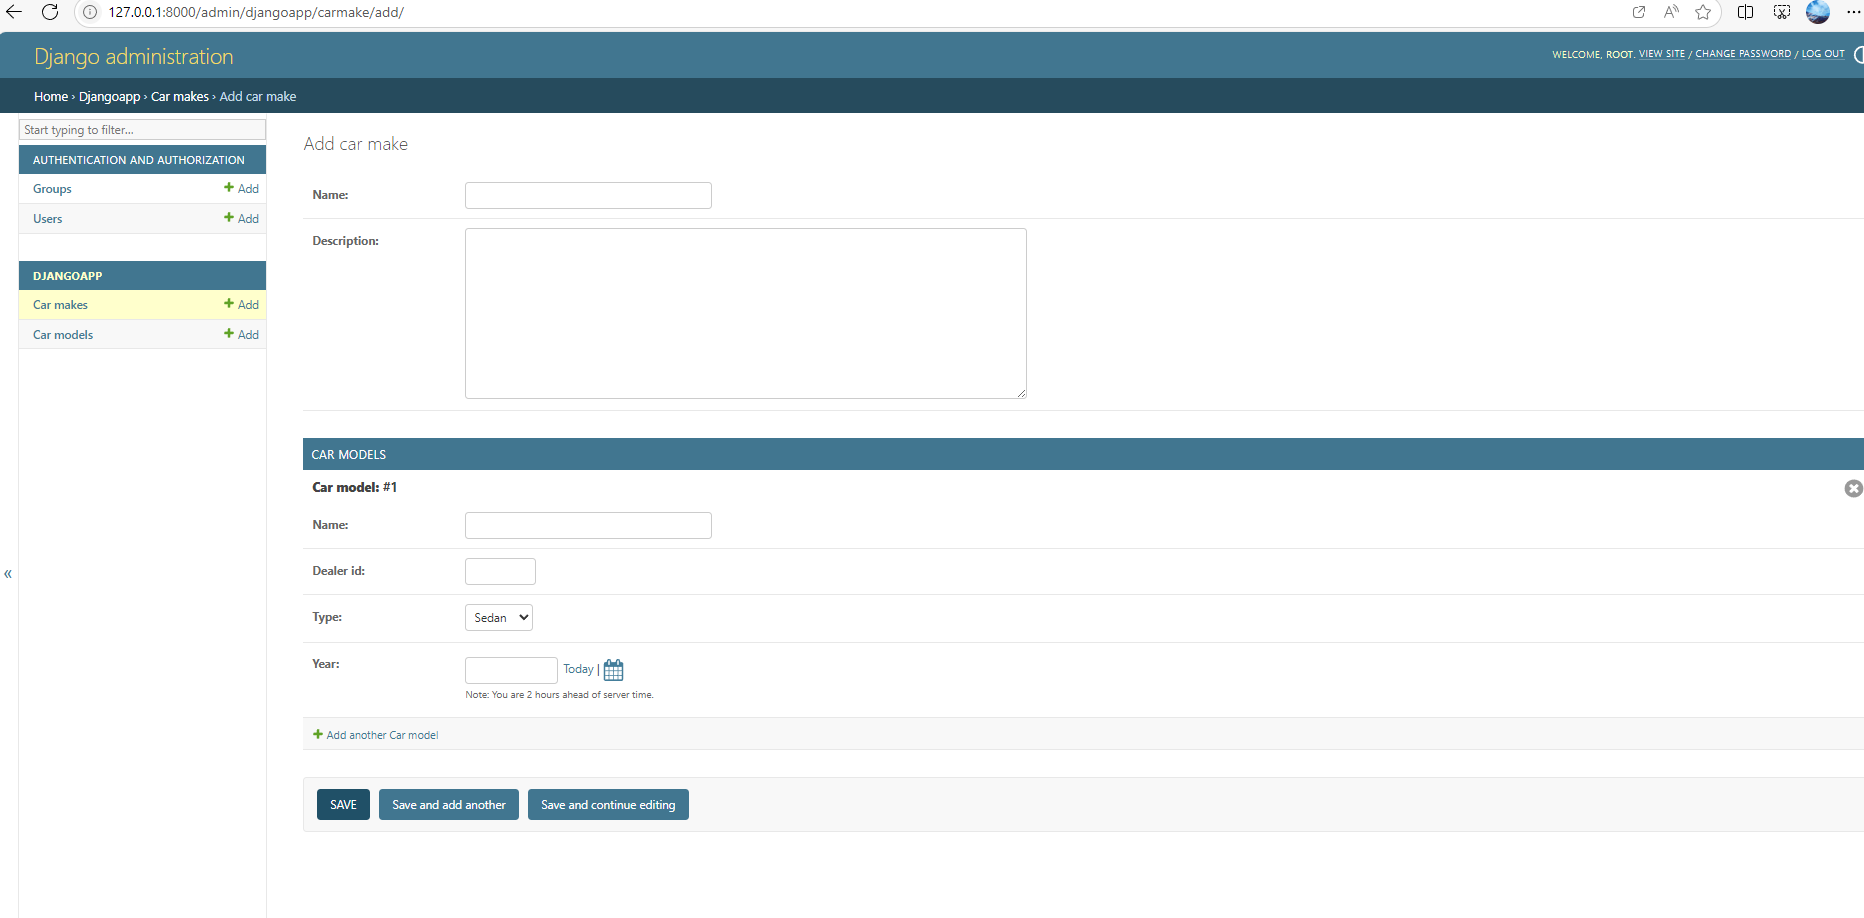 127.0.0.1:8000/admin/djangoapp/carmake/add/
Django administration
WELCOME, ROOT. VIEW SITE / CHANGE PASSWORD / LOG OUT
Home › Djangoapp › Car makes › Add car make
Start typing to filter...
AUTHENTICATION AND AUTHORIZATION
Groups + Add
Users + Add
DJANGOAPP
Car makes + Add
Car models + Add
«
Add car make
Name:
Description:
CAR MODELS
Car model: #1
Name:
Dealer id:
Type: Sedan
Year: Today |
Note: You are 2 hours ahead of server time.
+ Add another Car model
SAVE Save and add another Save and continue editing